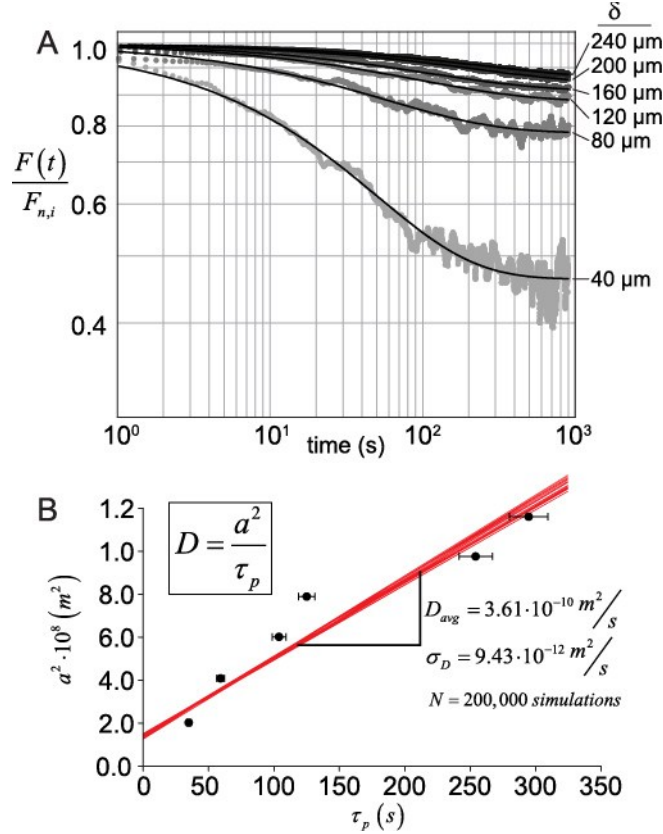 A
δ
1.0
0.8
0.6
0.4
F(t)
F_{n,i}
240 µm
200 µm
160 µm
120 µm
80 µm
40 µm
10^0
10^1
10^2
10^3
time (s)
B
D = a^2 / τ_p
a^2 · 10^8 (m^2)
1.2
1.0
8.0
6.0
4.0
2.0
0.0
D_{avg} = 3.61·10^{-10} m^2/s
σ_D = 9.43·10^{-12} m^2/s
N = 200,000 simulations
0
50
100
150
200
250
300
350
τ_p (s)